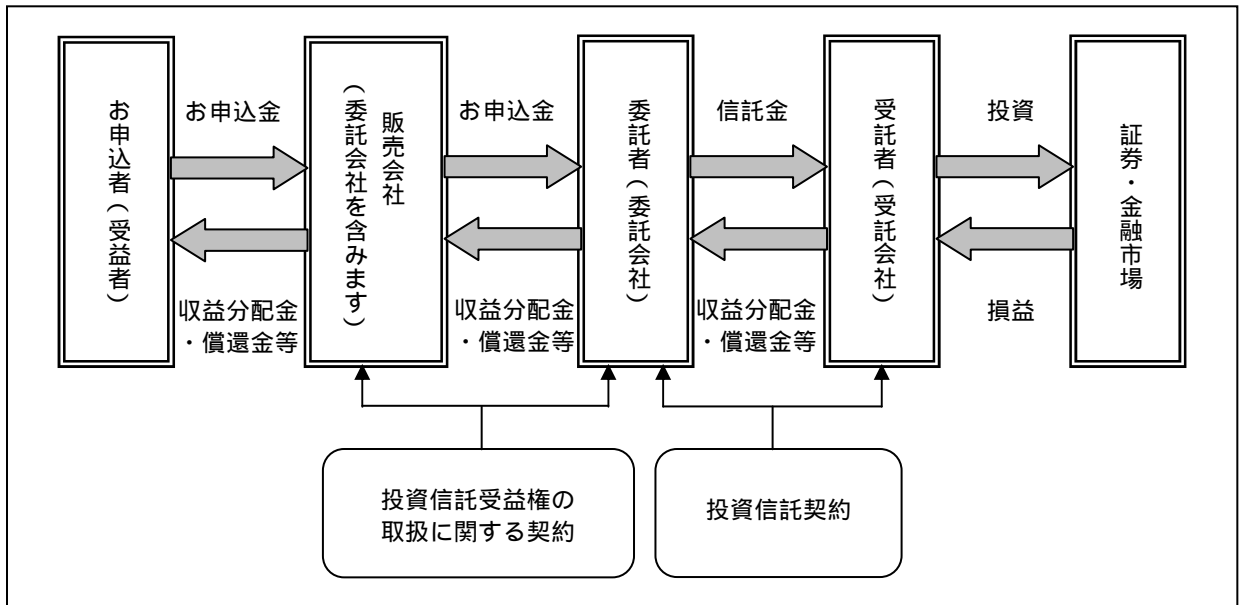 お申込者(受益者)
お申込金
収益分配金
・償還金等
販売会社
(委託会社を含みます)
お申込金
収益分配金
・償還金等
委託者(委託会社)
信託金
収益分配金
・償還金等
受託者(受託会社)
投資
損益
証券・金融市場
投資信託受益権の
取扱に関する契約
投資信託契約